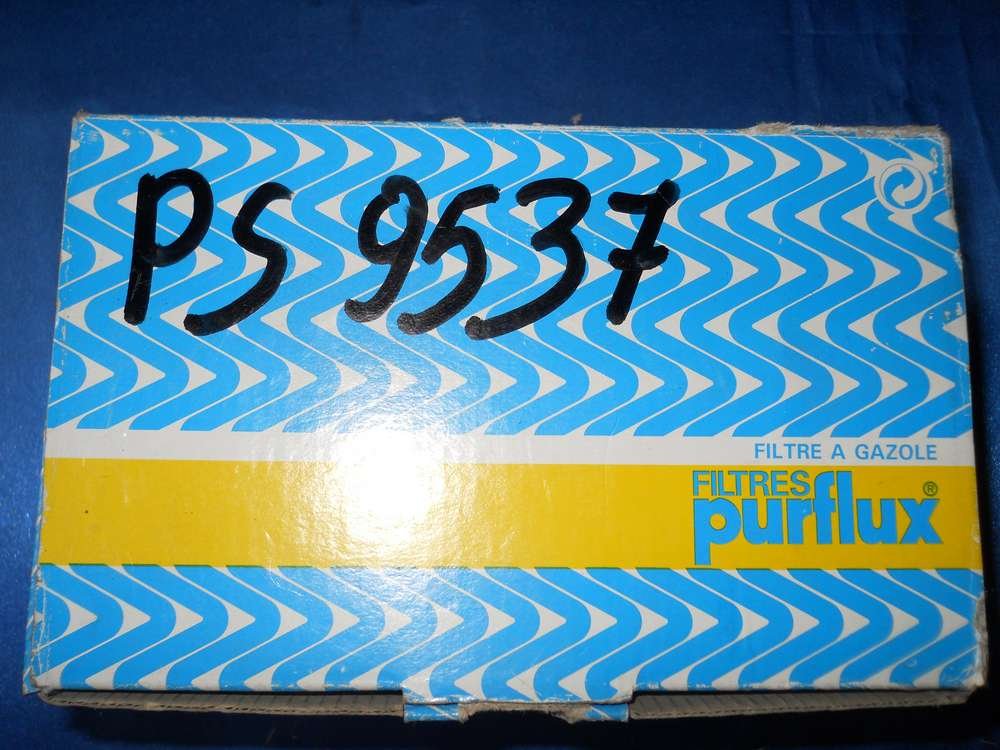 PS 9537
FILTRE A GAZOLE
FILTRES
purflux®